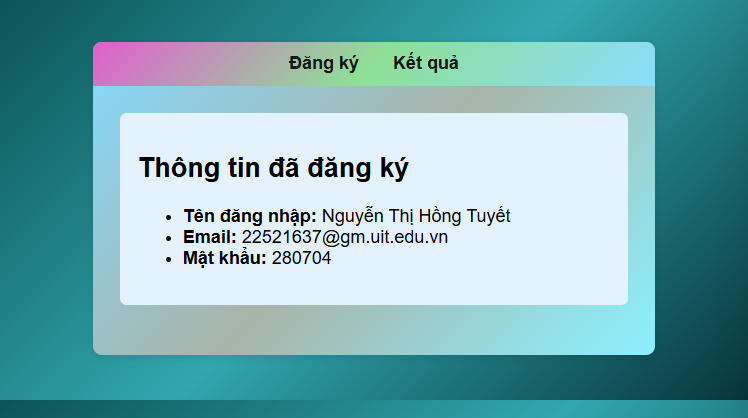 Đăng ký Kết quả
Thông tin đã đăng ký
• Tên đăng nhập: Nguyễn Thị Hồng Tuyết
• Email: 22521637@gm.uit.edu.vn
• Mật khẩu: 280704